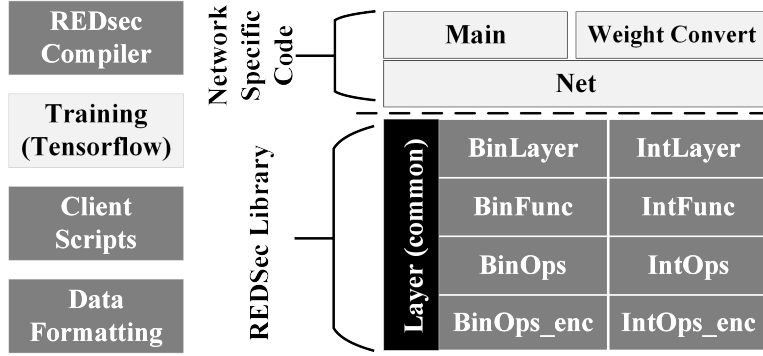 REDsec
Compiler
Training
(Tensorflow)
Client
Scripts
Data
Formatting
Network
Specific
Code
REDSec Library
Main
Weight Convert
Net
Layer (common)
BinLayer
IntLayer
BinFunc
IntFunc
BinOps
IntOps
BinOps_enc
IntOps_enc